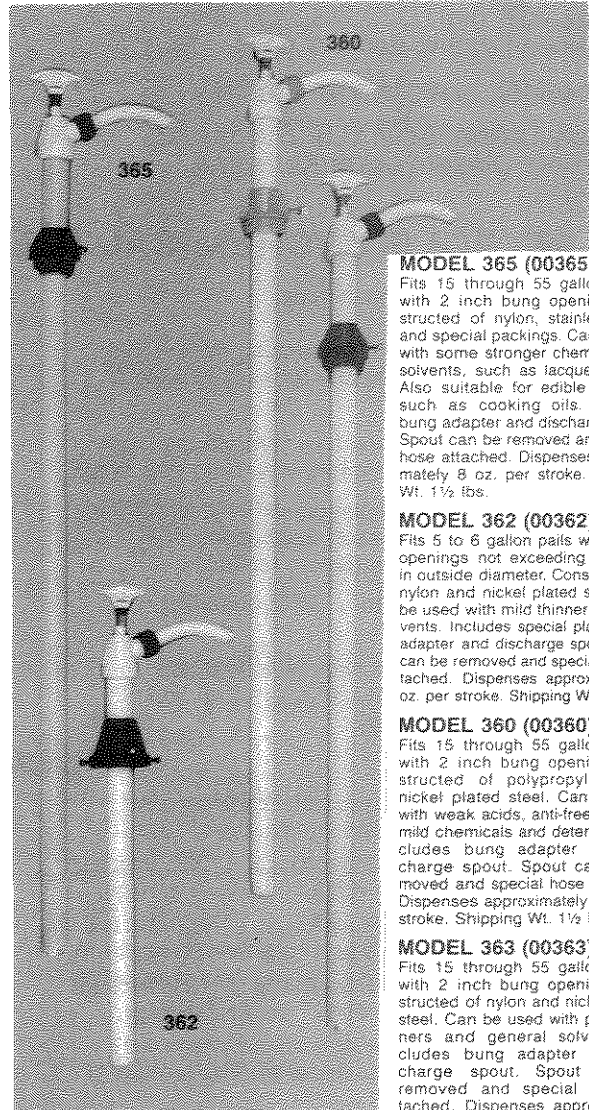 360
365
362
MODEL 365 (00365
Fits 15 through 55 gallo
with 2 inch bung openi
structed of nylon, stainle
and special packings. Ca
with some stronger chem
solvents, such as lacque
Also suitable for edible
such as cooking oils.
bung adapter and dischar
Spout can be removed an
hose attached. Dispenses
mately 8 oz. per stroke.
Wt. 1½ lbs.
MODEL 362 (00362)
Fits 5 to 6 gallon pails w
openings not exceeding
in outside diameter. Cons
nylon and nickel plated s
be used with mild thinner
vents. Includes special pla
adapter and discharge spo
can be removed and specia
tached. Dispenses approx
oz. per stroke. Shipping W
MODEL 360 (00360)
Fits 15 through 55 gallo
with 2 inch bung openi
structed of polypropyl
nickel plated steel. Can
with weak acids, anti-free
mild chemicals and deter
cludes bung adapter
charge spout. Spout ca
moved and special hose
Dispenses approximately
stroke. Shipping Wt. 1½
MODEL 363 (00363)
Fits 15 through 55 gallo
with 2 inch bung openi
structed of nylon and nick
steel. Can be used with p
ners and general solv
cludes bung adapter
charge spout. Spout
removed and special
tached. Dispenses appro